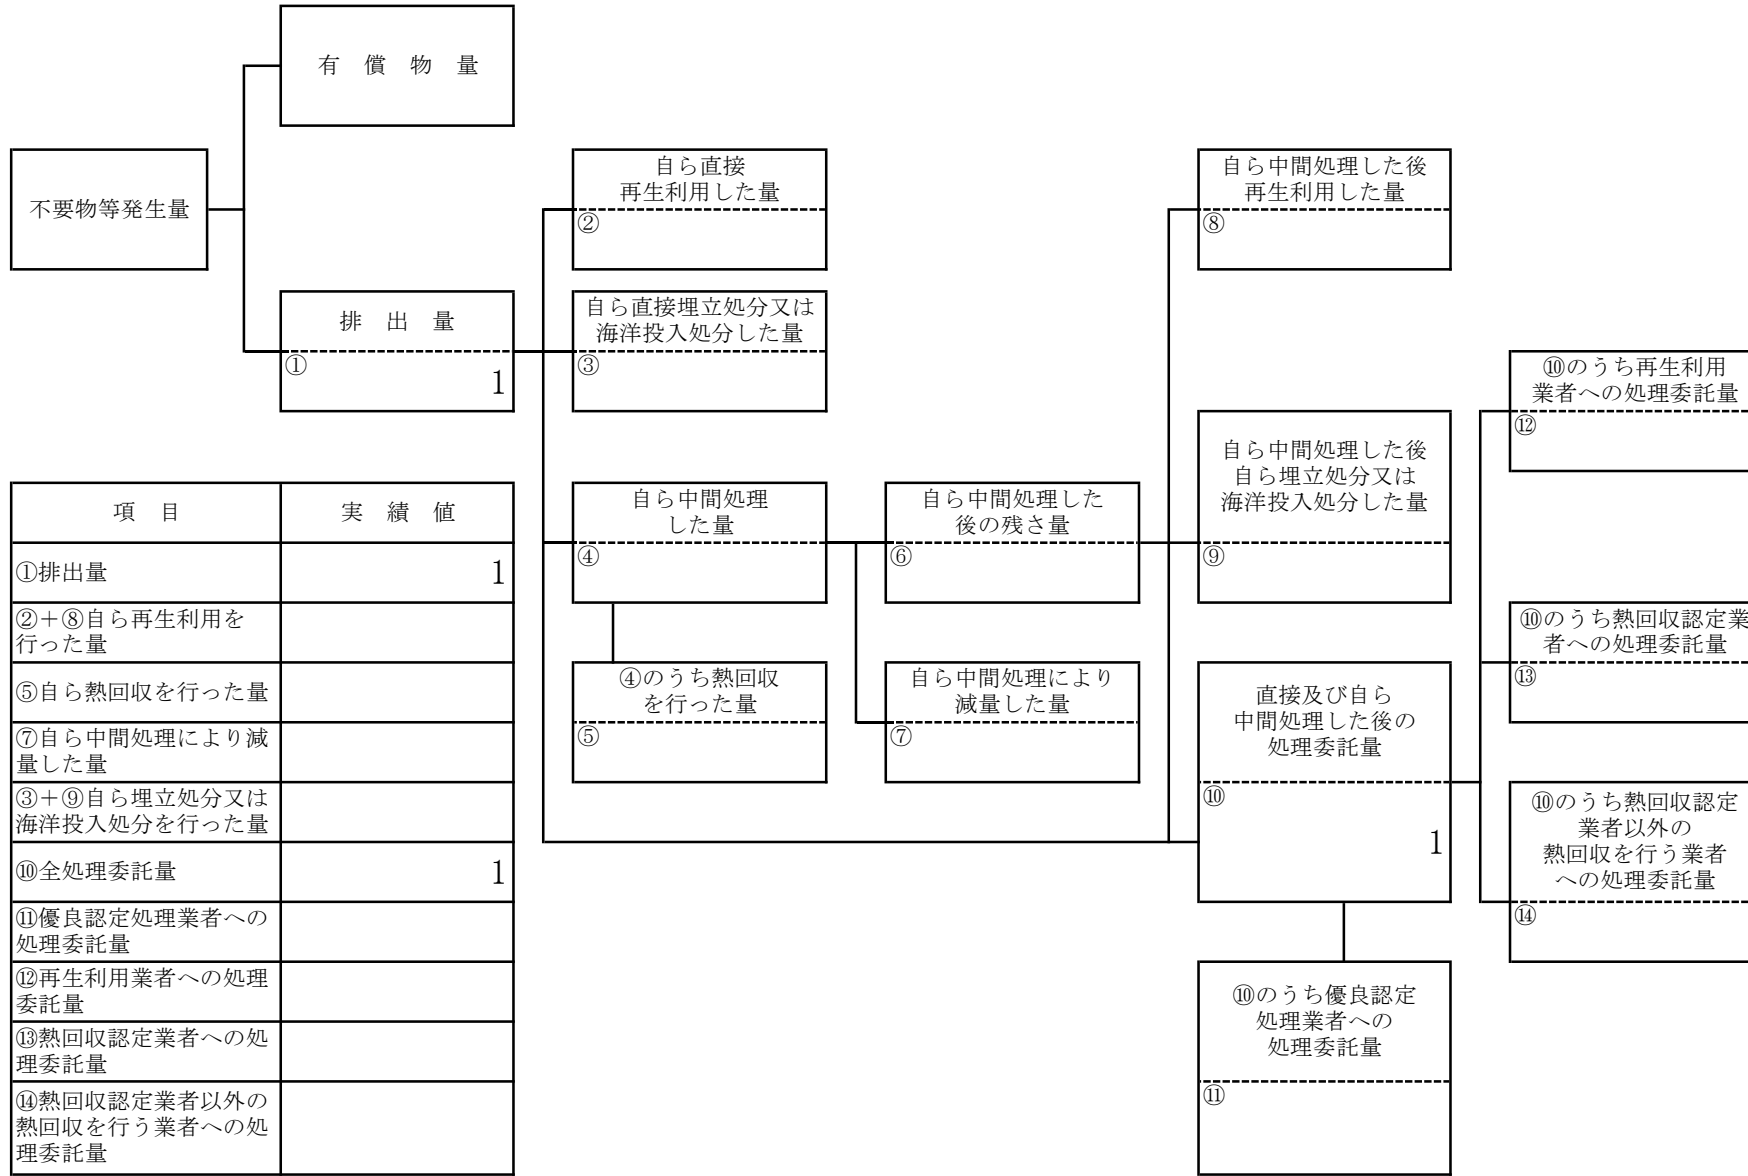 有　償　物　量
不要物等発生量
排　出　量
①
1
自ら直接
再生利用した量
②
自ら直接埋立処分又は
海洋投入処分した量
③
自ら中間処理
した量
④
④のうち熱回収
を行った量
⑤
自ら中間処理した
後の残さ量
⑥
自ら中間処理により
減量した量
⑦
自ら中間処理した後
再生利用した量
⑧
自ら中間処理した後
自ら埋立処分又は
海洋投入処分した量
⑨
直接及び自ら
中間処理した後の
処理委託量
⑩
1
⑩のうち優良認定
処理業者への
処理委託量
⑪
⑩のうち再生利用
業者への処理委託量
⑫
⑩のうち熱回収認定業
者への処理委託量
⑬
⑩のうち熱回収認定
業者以外の
熱回収を行う業者
への処理委託量
⑭
項　目　実　績　値
①排出量　1
②＋⑧自ら再生利用を
行った量
⑤自ら熱回収を行った量
⑦自ら中間処理により減
量した量
③＋⑨自ら埋立処分又は
海洋投入処分を行った量
⑩全処理委託量　1
⑪優良認定処理業者への
処理委託量
⑫再生利用業者への処理
委託量
⑬熱回収認定業者への処
理委託量
⑭熱回収認定業者以外の
熱回収を行う業者への処
理委託量